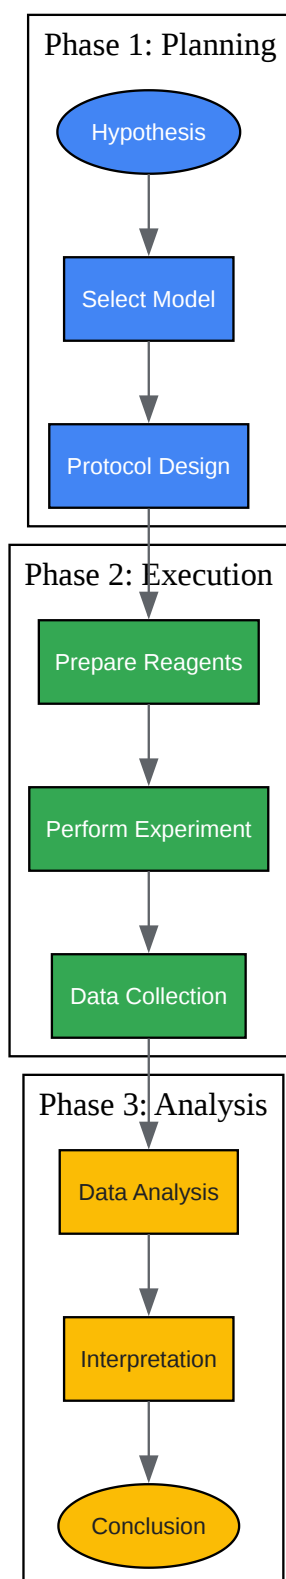 Phase 1: Planning
Hypothesis
Select Model
Protocol Design
Phase 2: Execution
Prepare Reagents
Perform Experiment
Data Collection
Phase 3: Analysis
Data Analysis
Interpretation
Conclusion